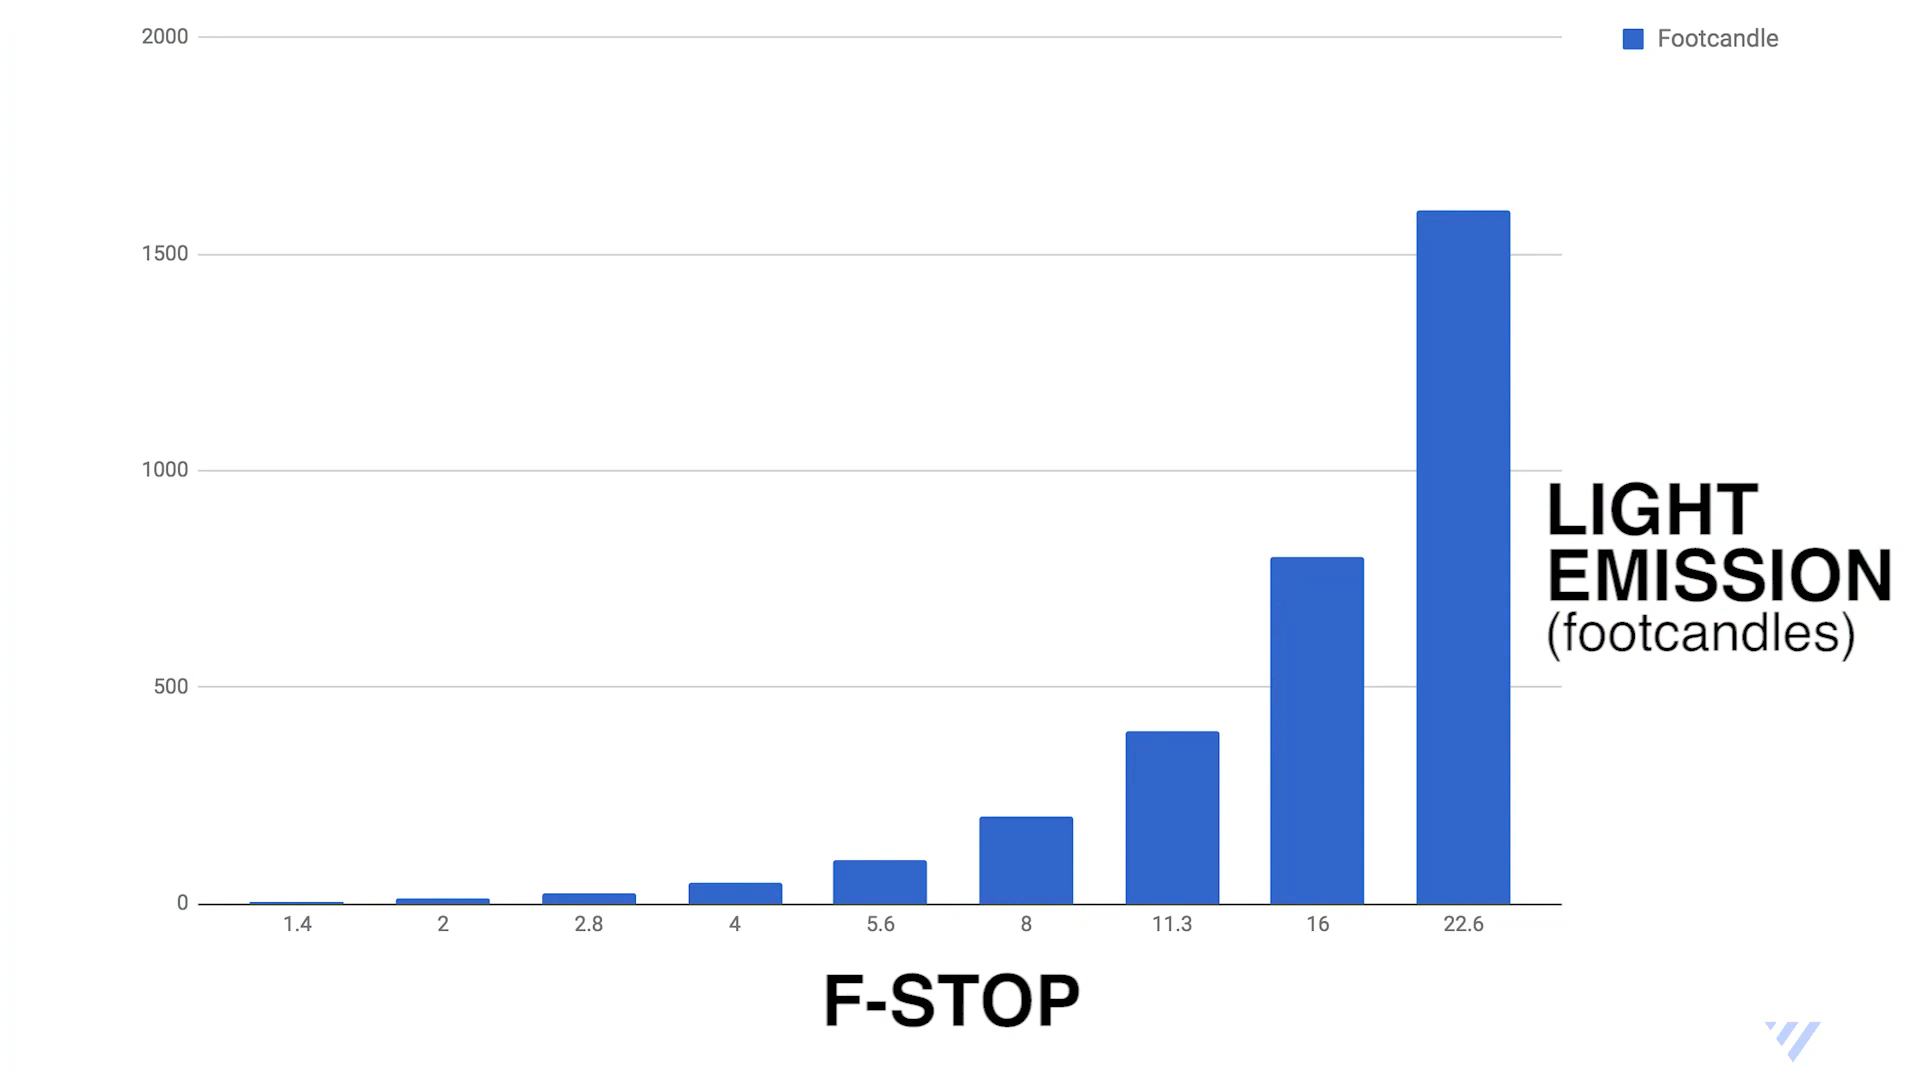 2000
Footcandle
1500
1000
LIGHT
EMISSION
(footcandles)
500
0
1.4 2 2.8 4 5.6 8 11.3 16 22.6
F-STOP